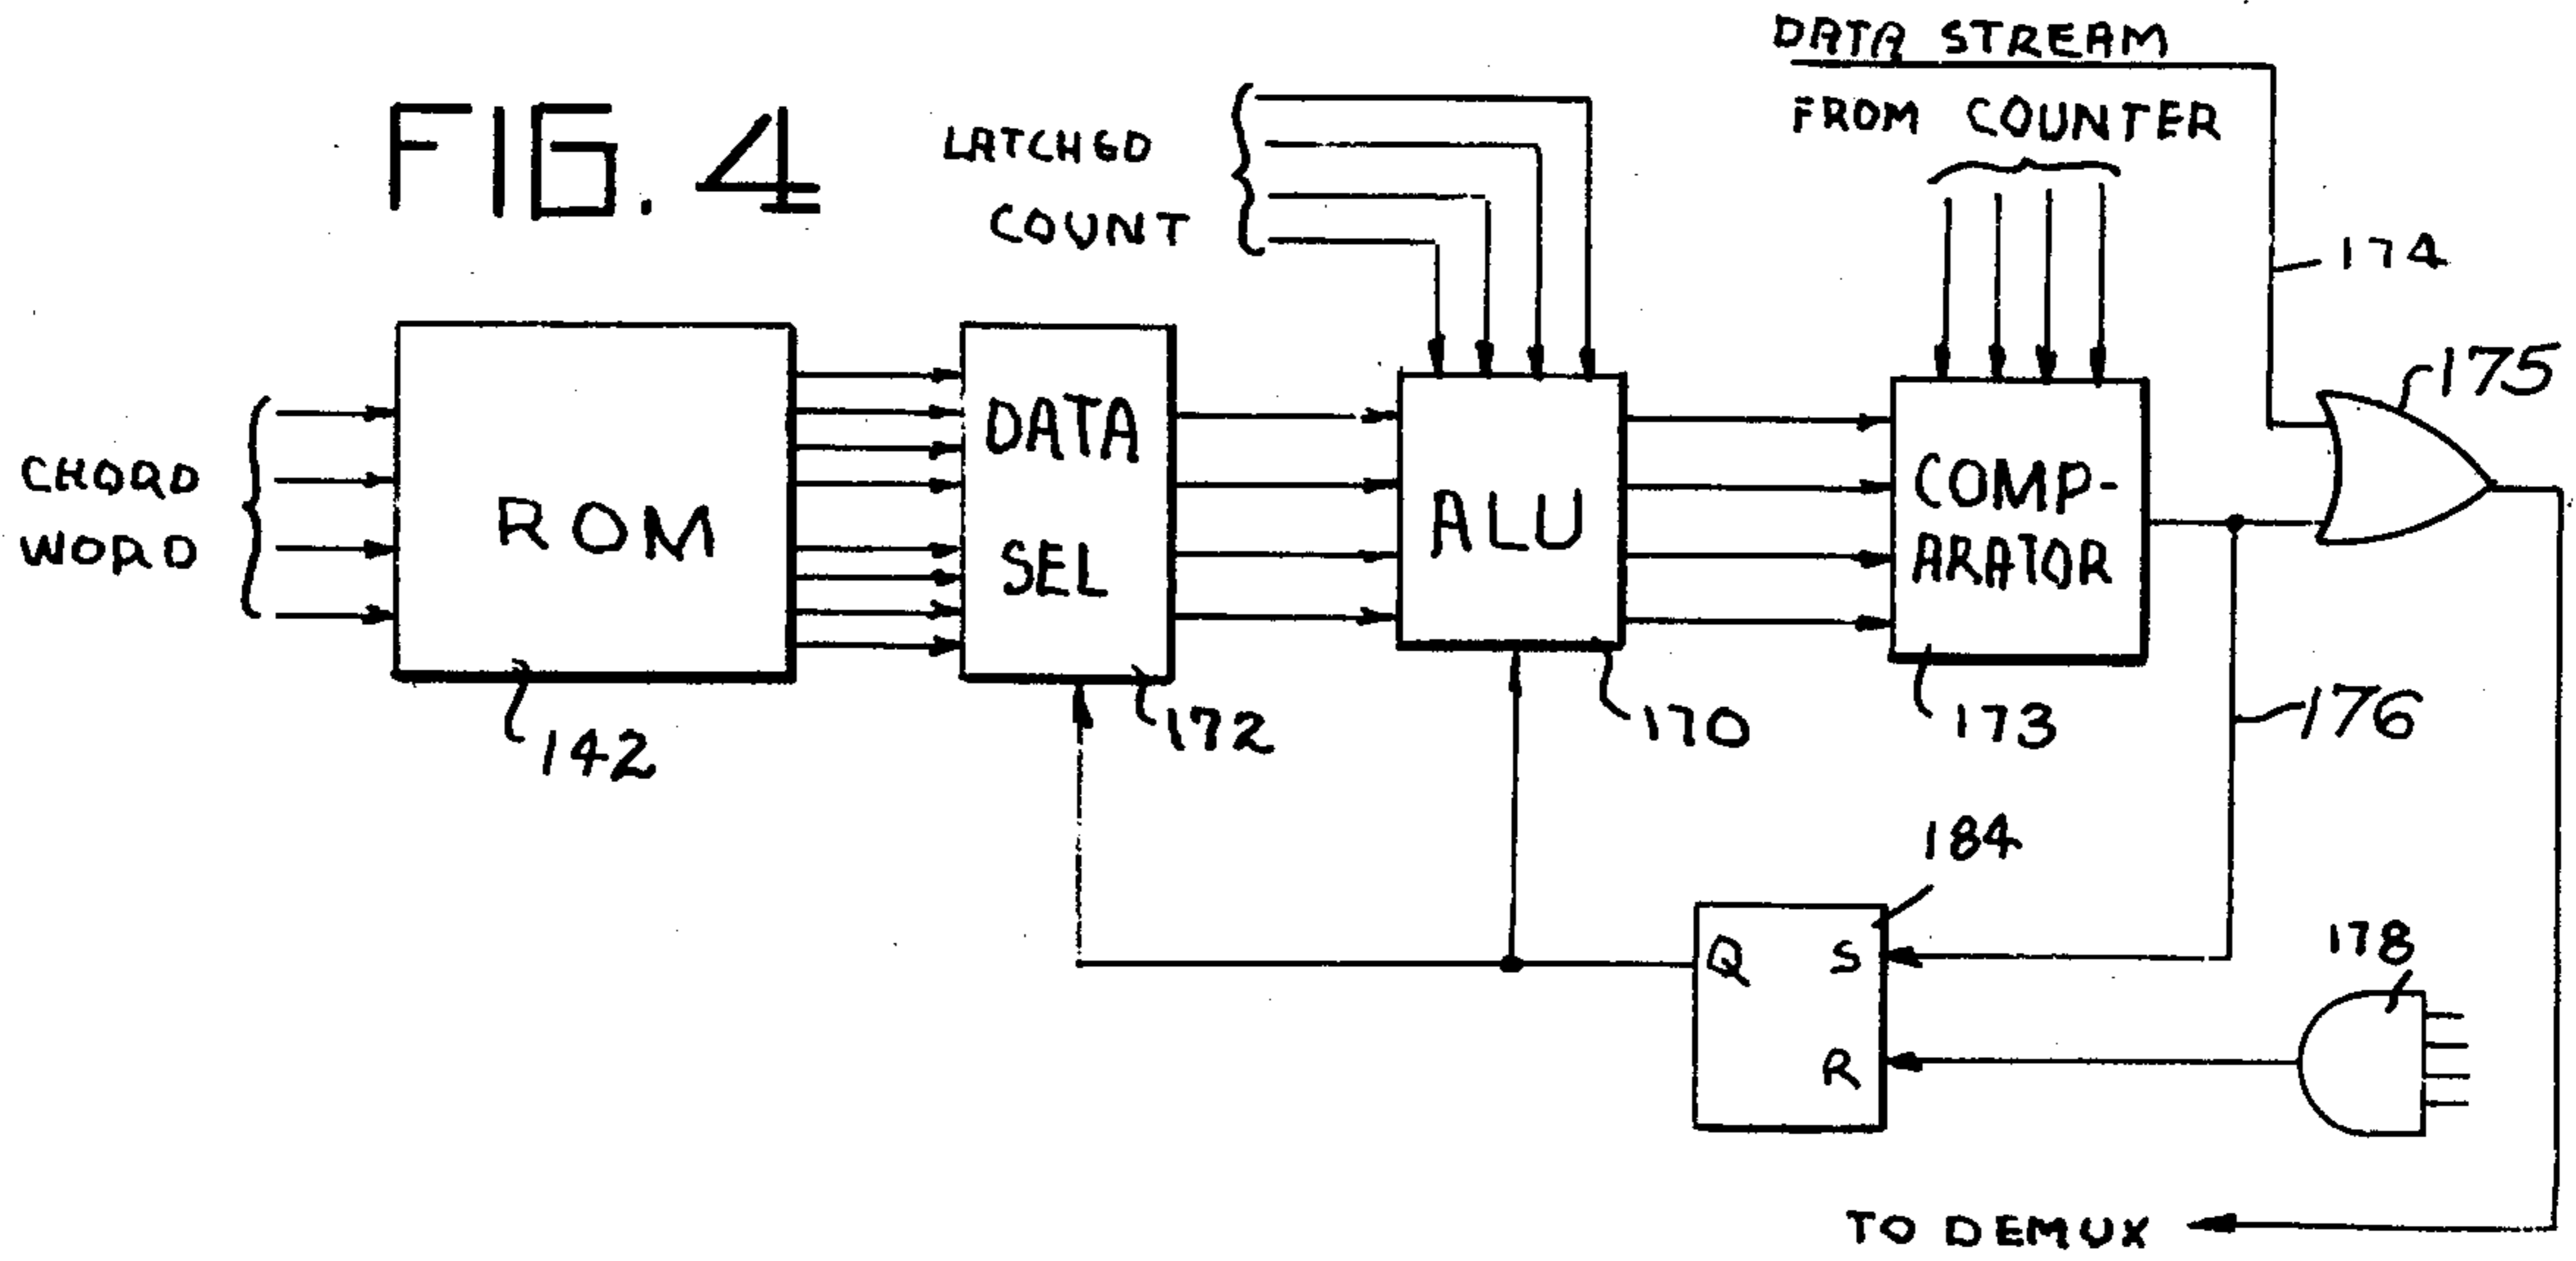 FIG. 4
DATA STREAM
FROM COUNTER
LATCHED
COUNT
174
175
CHORD
WORD
ROM
DATA
SEL
ALU
COMP-
ARATOR
142
172
170
173
176
184
Q
S
R
178
TO DEMUX